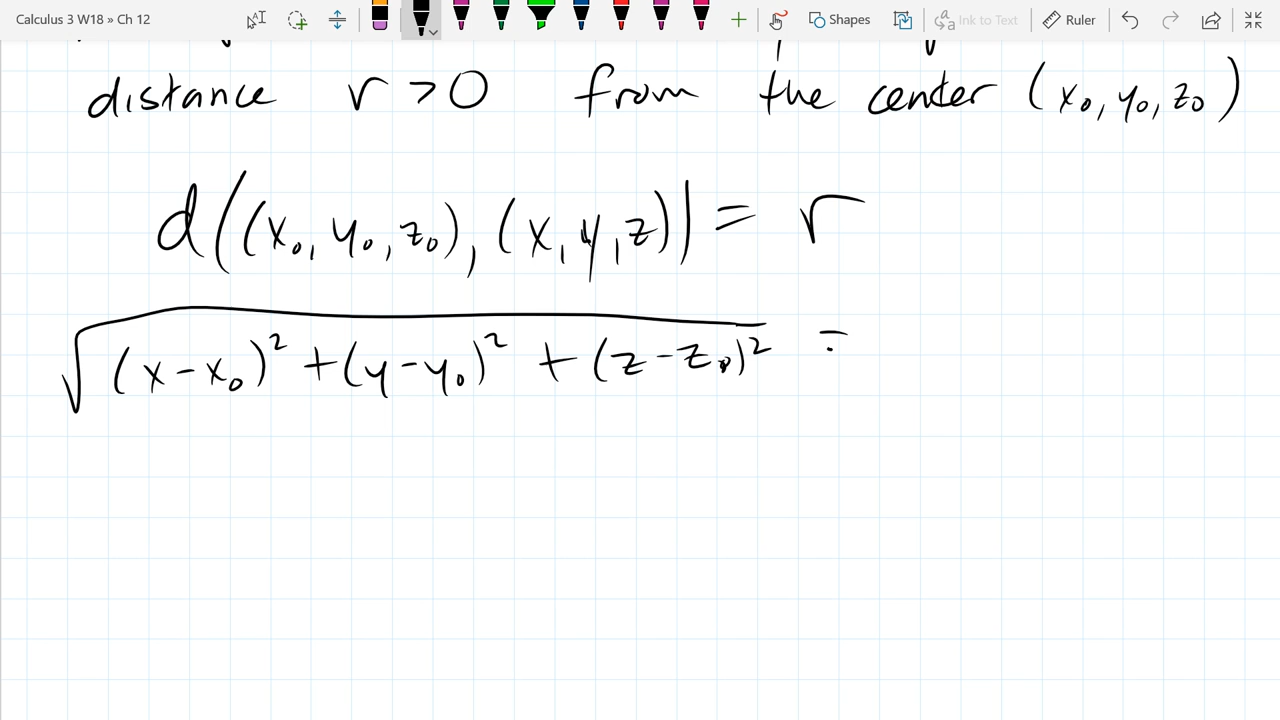 Calculus 3 W18 » Ch 12
Shapes
Ink to Text
Ruler
distance r > 0 from the center (x₀, y₀, z₀)
d((x₀, y₀, z₀), (x, y, z)) = r
√((x - x₀)² + (y - y₀)² + (z - z₀)²) =